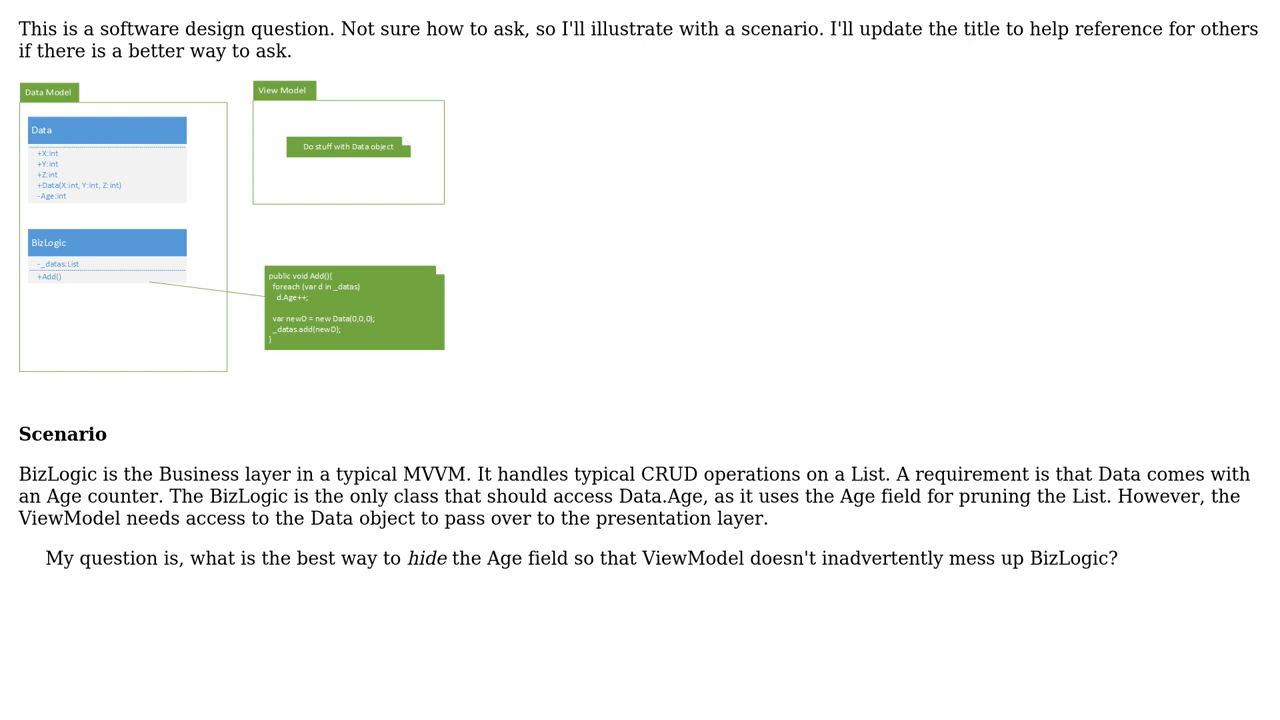 This is a software design question. Not sure how to ask, so I'll illustrate with a scenario. I'll update the title to help reference for others
if there is a better way to ask.
Data Model
Data
+X:int
+Y:int
+Z:int
+Data(X:int, Y:int, Z:int)
-Age:int
BizLogic
-_datas:List
+Add()
View Model
Do stuff with Data object
public void Add(){
foreach (var d in _datas)
d.Age++;
var newD = new Data(0,0,0);
_datas.add(newD);
}
Scenario
BizLogic is the Business layer in a typical MVVM. It handles typical CRUD operations on a List. A requirement is that Data comes with
an Age counter. The BizLogic is the only class that should access Data.Age, as it uses the Age field for pruning the List. However, the
ViewModel needs access to the Data object to pass over to the presentation layer.
My question is, what is the best way to hide the Age field so that ViewModel doesn't inadvertently mess up BizLogic?